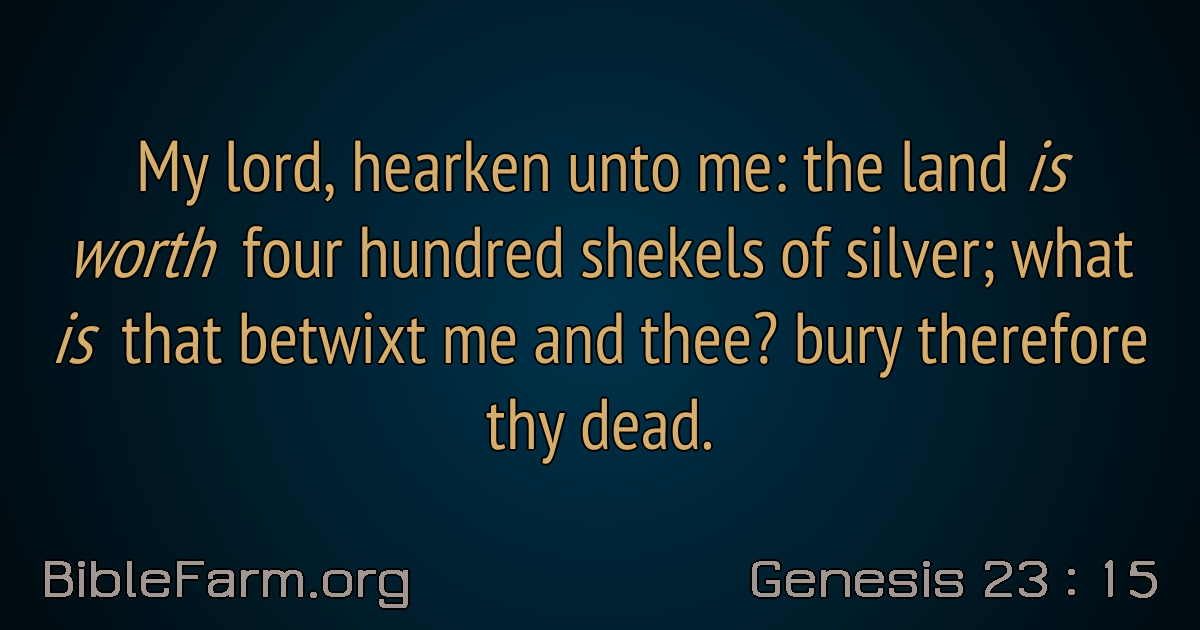 My lord, hearken unto me: the land is
worth four hundred shekels of silver; what
is that betwixt me and thee? bury therefore
thy dead.
BibleFarm.org
Genesis 23 : 15